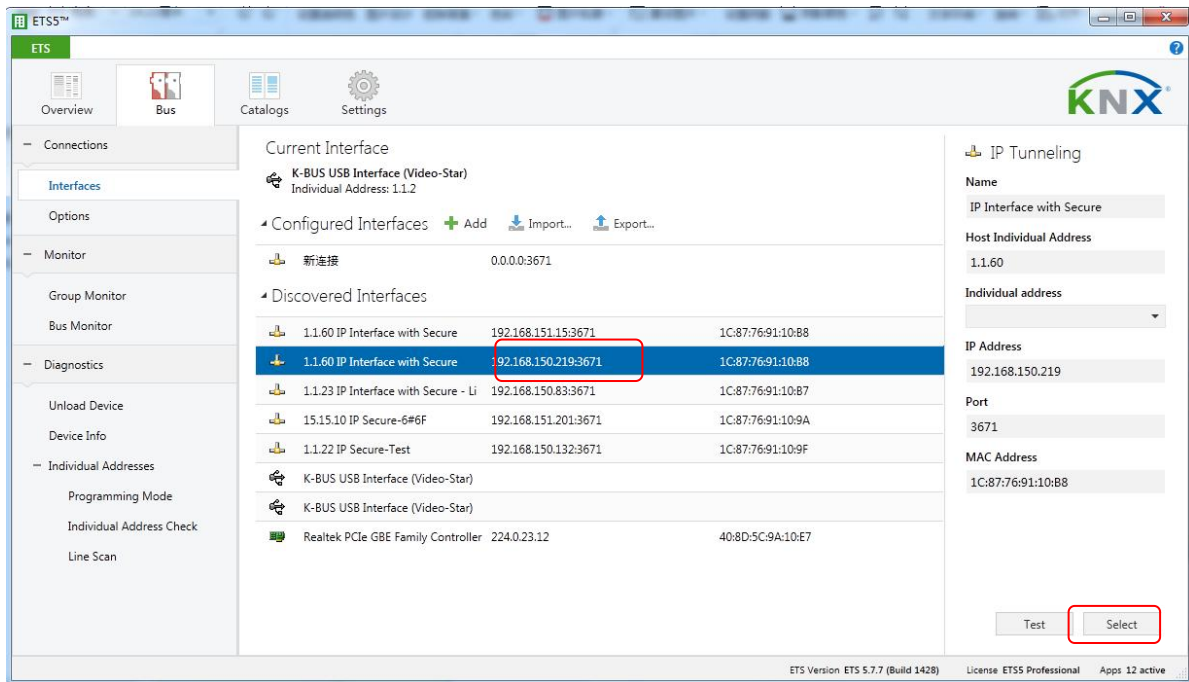 ETS5™
ETS
Overview
Bus
Catalogs
Settings
KNX
Connections
Interfaces
Options
Monitor
Group Monitor
Bus Monitor
Diagnostics
Unload Device
Device Info
Individual Addresses
Programming Mode
Individual Address Check
Line Scan
Current Interface
K-BUS USB Interface (Video-Star)
Individual Address: 1.1.2
Configured Interfaces Add Import... Export...
新连接 0.0.0.0:3671
Discovered Interfaces
1.1.60 IP Interface with Secure 192.168.151.15:3671 1C:87:76:91:10:B8
1.1.60 IP Interface with Secure 192.168.150.219:3671 1C:87:76:91:10:B8
1.1.23 IP Interface with Secure - Li 192.168.150.83:3671 1C:87:76:91:10:B7
15.15.10 IP Secure-6#6F 192.168.151.201:3671 1C:87:76:91:10:9A
1.1.22 IP Secure-Test 192.168.150.132:3671 1C:87:76:91:10:9F
K-BUS USB Interface (Video-Star)
K-BUS USB Interface (Video-Star)
Realtek PCIe GBE Family Controller 224.0.23.12 40:8D:5C:9A:10:E7
IP Tunneling
Name
IP Interface with Secure
Host Individual Address
1.1.60
Individual address
IP Address
192.168.150.219
Port
3671
MAC Address
1C:87:76:91:10:B8
Test Select
ETS Version ETS 5.7.7 (Build 1428) License ETS5 Professional Apps 12 active